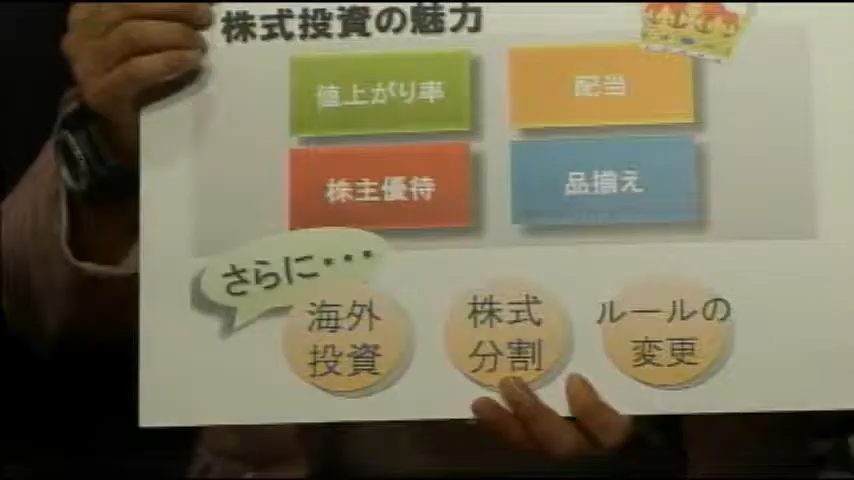 株式投資の魅力
値上がり率
配当
株主優待
品揃え
さらに・・・
海外
投資
株式
分割
ルールの
変更